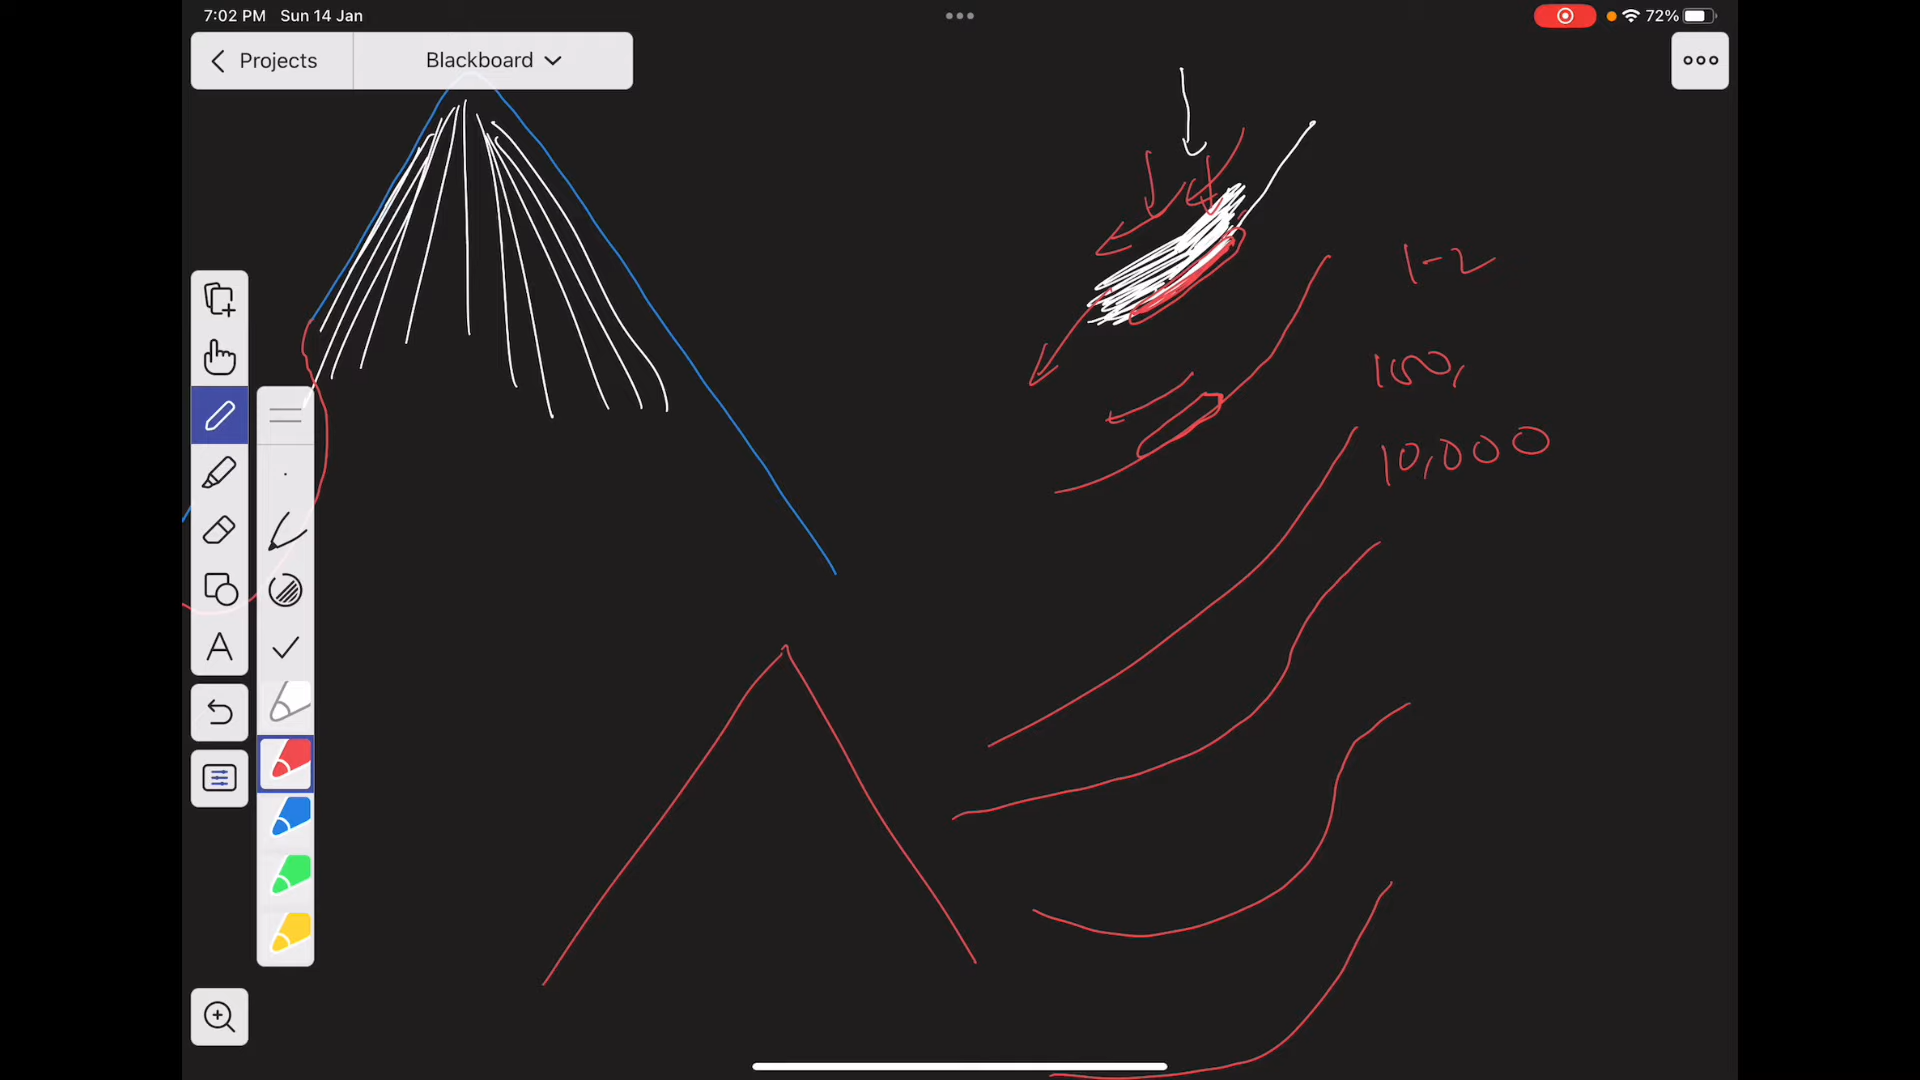 7:02 PM Sun 14 Jan
72%
Projects
Blackboard
1-2
100,
10,000
A